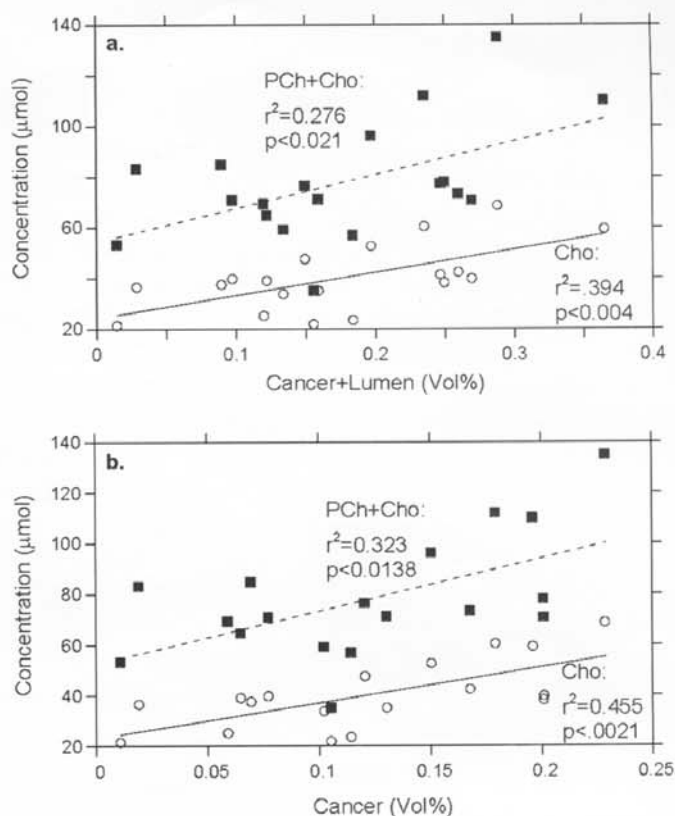 140
a.
PCh+Cho:
r²=0.276
p<0.021
100
60
20
Concentration (µmol)
Cho:
r²=.394
p<0.004
0 0.1 0.2 0.3 0.4
Cancer+Lumen (Vol%)
140
b.
120
PCh+Cho:
r²=0.323
p<0.0138
100
80
60
40
20
Concentration (µmol)
Cho:
r²=0.455
p<.0021
0 0.05 0.1 0.15 0.2 0.25
Cancer (Vol%)